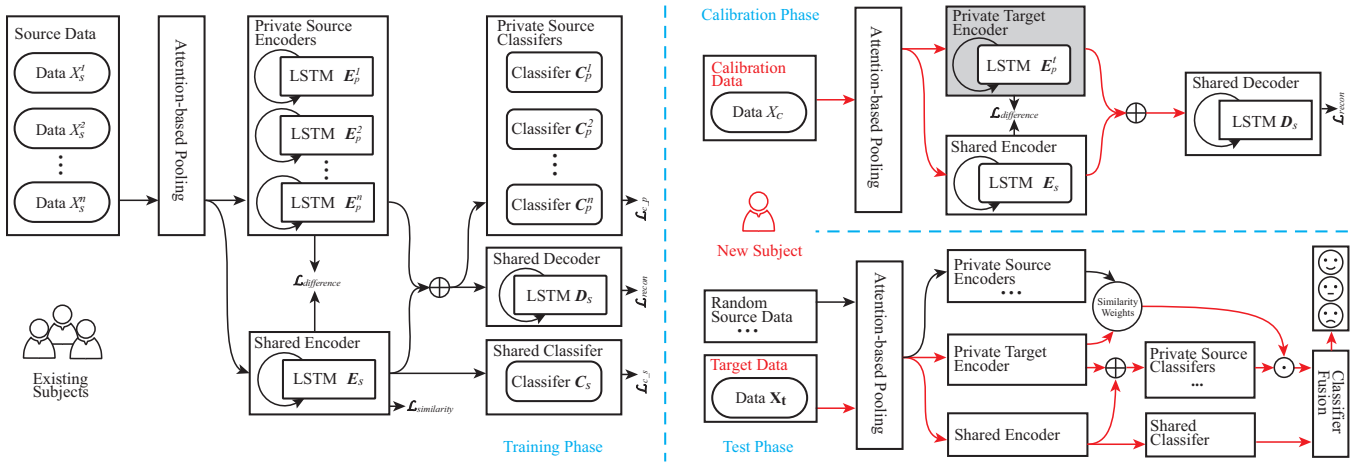 Source Data
Data X_s^1
Data X_s^2
Data X_s^n
Existing
Subjects
Attention-based Pooling
Private Source
Encoders
LSTM E_p^1
LSTM E_p^2
LSTM E_p^n
ℒ_difference
Shared Encoder
LSTM E_s
ℒ_similarity
Private Source
Classifers
Classifer C_p^1
Classifer C_p^2
Classifer C_p^n
ℒ_c_p
Shared Decoder
LSTM D_s
ℒ_recon
Shared Classifer
Classifer C_s
ℒ_c_s
Training Phase
Calibration Phase
Calibration
Data
Data X_C
Attention-based Pooling
Private Target
Encoder
LSTM E_p^t
ℒ_difference
Shared Encoder
LSTM E_s
Shared Decoder
LSTM D_s
ℒ_recon
New Subject
Random
Source Data
...
Target Data
Data X_t
Test Phase
Attention-based Pooling
Private Source
Encoders
...
Similarity
Weights
Private Target
Encoder
Shared Encoder
Private Source
Classifers
...
Shared
Classifer
Classifier
Fusion